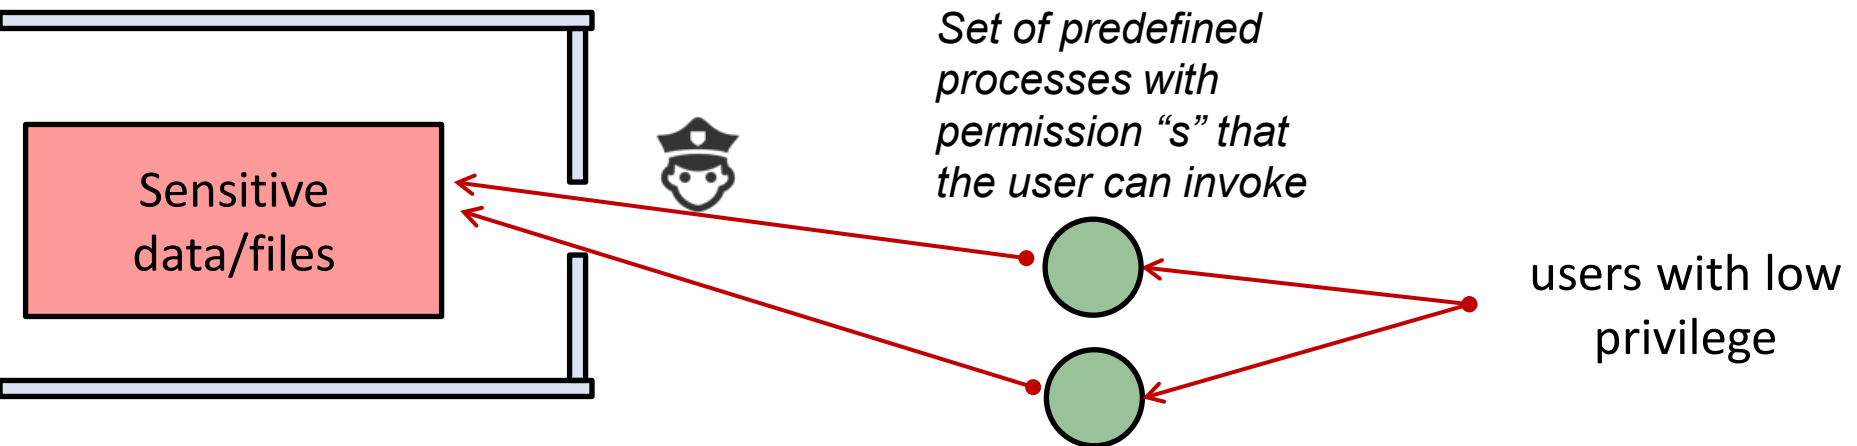 Set of predefined
processes with
permission “s” that
the user can invoke
Sensitive
data/files
users with low
privilege